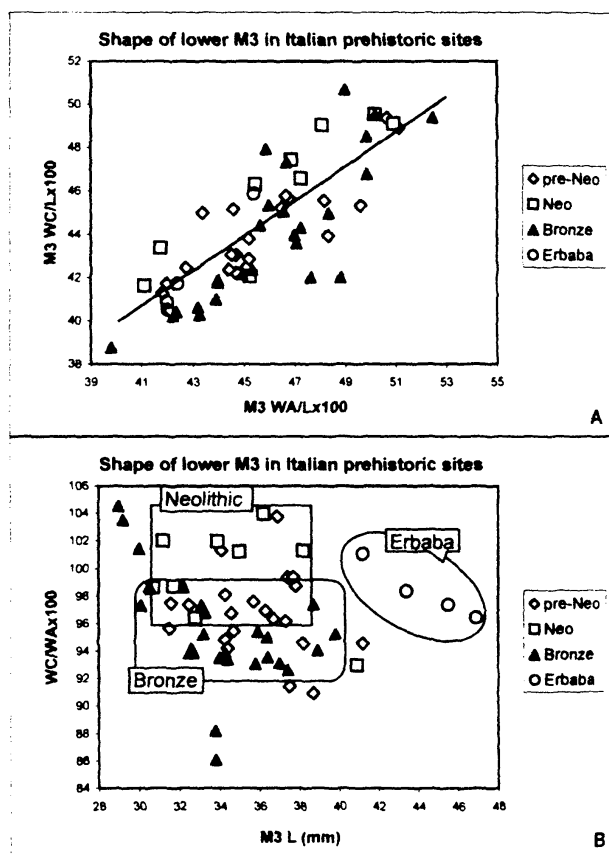 Shape of lower M3 in Italian prehistoric sites
M3 WC/Lx100
50
48
46
44
42
40
38
39
41
43
45
47
49
51
53
55
M3 WA/Lx100
pre-Neo
Neo
Bronze
Erbaba
A
Shape of lower M3 in Italian prehistoric sites
WC/WAx100
106
104
102
100
98
96
94
92
90
88
86
84
Neolithic
Erbaba
Bronze
28
30
32
34
36
38
40
42
44
46
48
M3 L (mm)
pre-Neo
Neo
Bronze
Erbaba
B